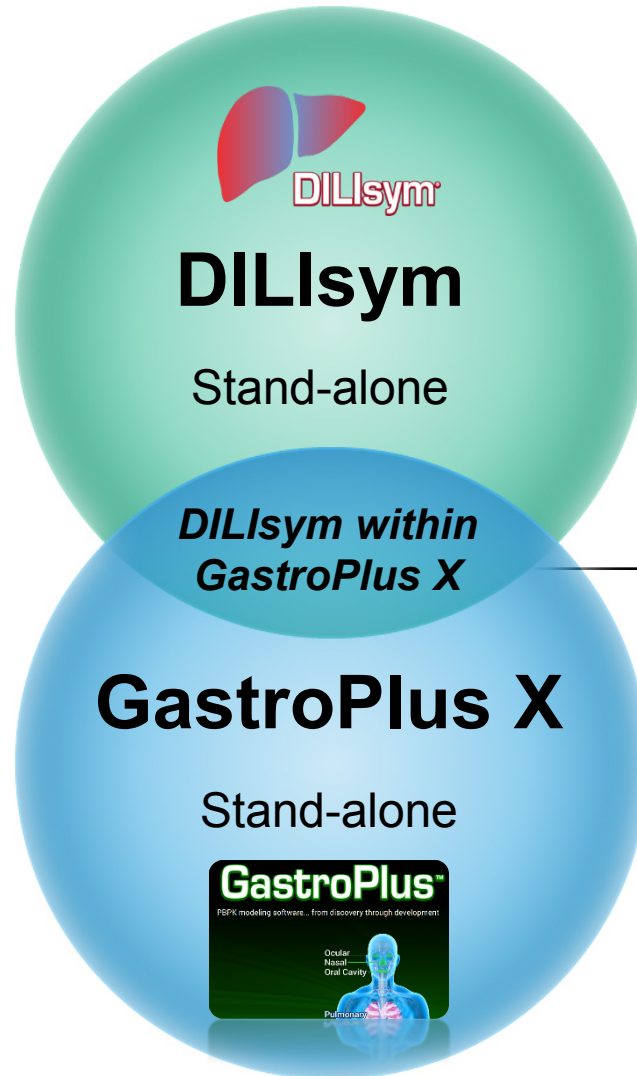 DILIsym®
DILIsym
Stand-alone
DILIsym within
GastroPlus X
GastroPlus X
Stand-alone
GastroPlus™
PBPK modeling software... from discovery through development
Ocular
Nasal
Oral Cavity
Pulmonary